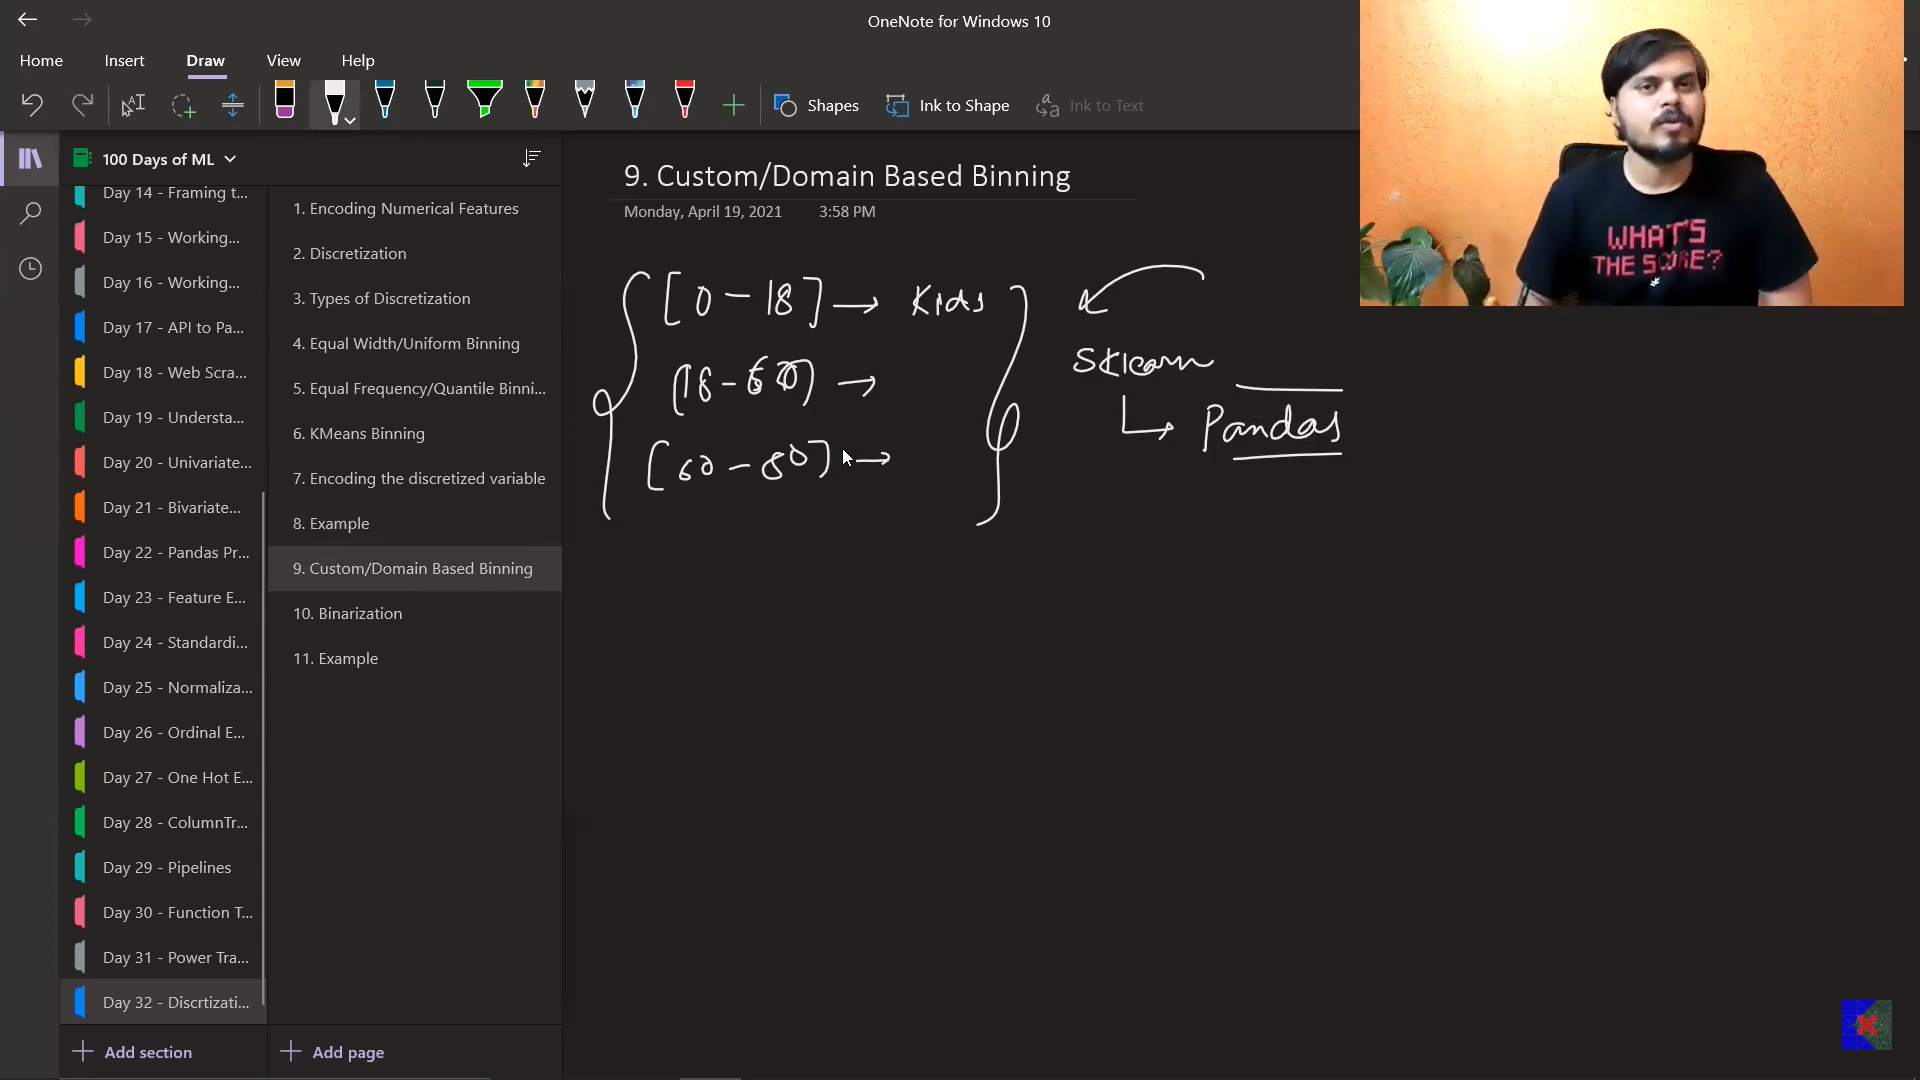 OneNote for Windows 10
Home
Insert
Draw
View
Help
Shapes
Ink to Shape
Ink to Text
100 Days of ML
Day 14 - Framing t...
Day 15 - Working...
Day 16 - Working...
Day 17 - API to Pa...
Day 18 - Web Scra...
Day 19 - Understa...
Day 20 - Univariate...
Day 21 - Bivariate...
Day 22 - Pandas Pr...
Day 23 - Feature E...
Day 24 - Standardi...
Day 25 - Normaliza...
Day 26 - Ordinal E...
Day 27 - One Hot E...
Day 28 - ColumnTr...
Day 29 - Pipelines
Day 30 - Function T...
Day 31 - Power Tra...
Day 32 - Discrtizati...
Add section
1. Encoding Numerical Features
2. Discretization
3. Types of Discretization
4. Equal Width/Uniform Binning
5. Equal Frequency/Quantile Binni...
6. KMeans Binning
7. Encoding the discretized variable
8. Example
9. Custom/Domain Based Binning
10. Binarization
11. Example
Add page
9. Custom/Domain Based Binning
Monday, April 19, 2021 3:58 PM
[0 - 18] → Kids
(18 - 60) →
[60 - 80] →
Sklearn
Pandas
WHAT'S
THE SCORE?